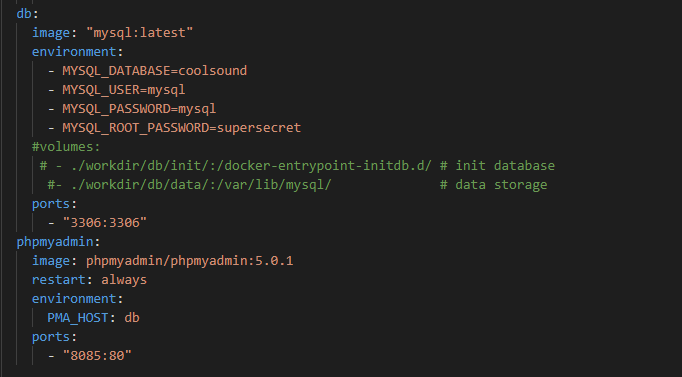 db:
  image: "mysql:latest"
  environment:
    - MYSQL_DATABASE=coolsound
    - MYSQL_USER=mysql
    - MYSQL_PASSWORD=mysql
    - MYSQL_ROOT_PASSWORD=supersecret
  #volumes:
   # - ./workdir/db/init/:/docker-entrypoint-initdb.d/ # init database
    #- ./workdir/db/data/:/var/lib/mysql/              # data storage
  ports:
    - "3306:3306"
phpmyadmin:
  image: phpmyadmin/phpmyadmin:5.0.1
  restart: always
  environment:
    PMA_HOST: db
  ports:
    - "8085:80"